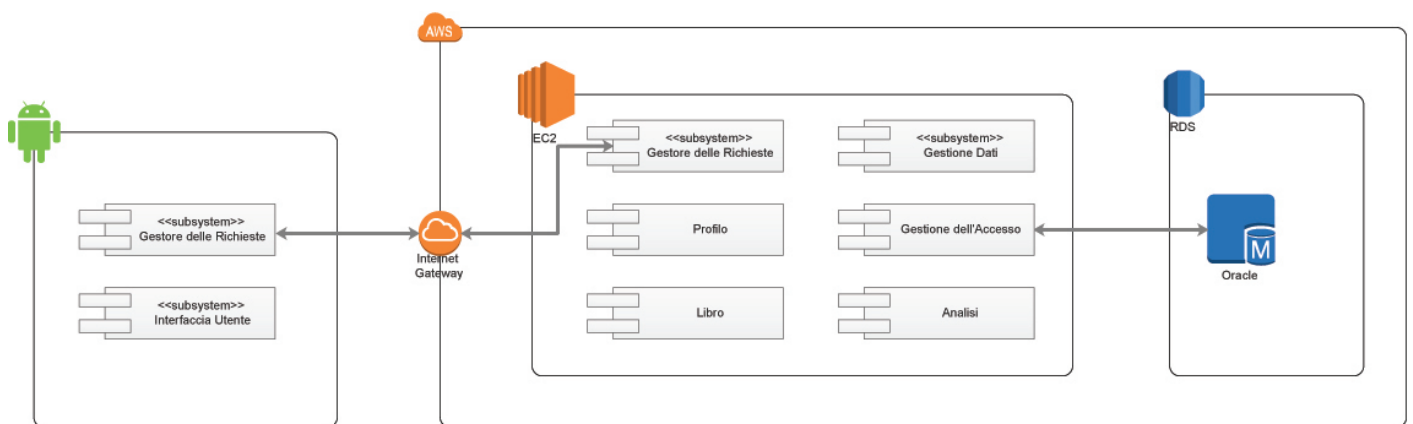 AWS
EC2
RDS
<<subsystem>>
Gestore delle Richieste
<<subsystem>>
Interfaccia Utente
Internet
Gateway
<<subsystem>>
Gestore delle Richieste
<<subsystem>>
Gestione Dati
Profilo
Gestione dell'Accesso
Libro
Analisi
M
Oracle